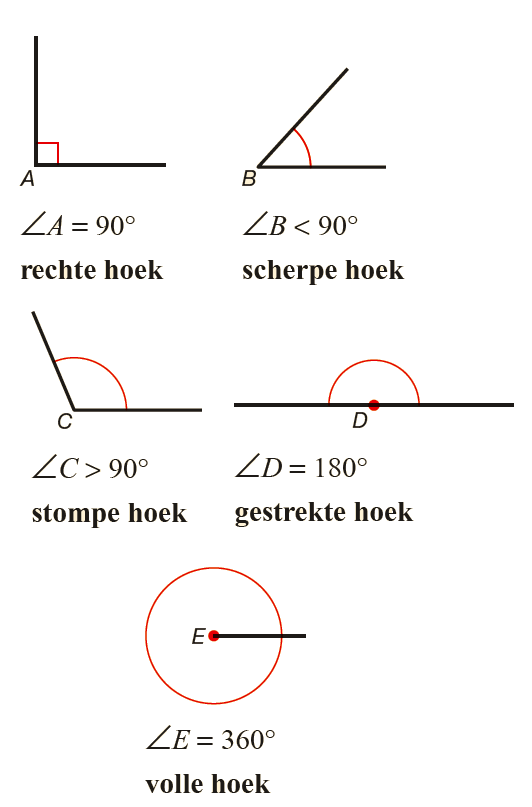 A
∠A = 90°
rechte hoek
B
∠B < 90°
scherpe hoek
C
∠C > 90°
stompe hoek
D
∠D = 180°
gestrekte hoek
E
∠E = 360°
volle hoek